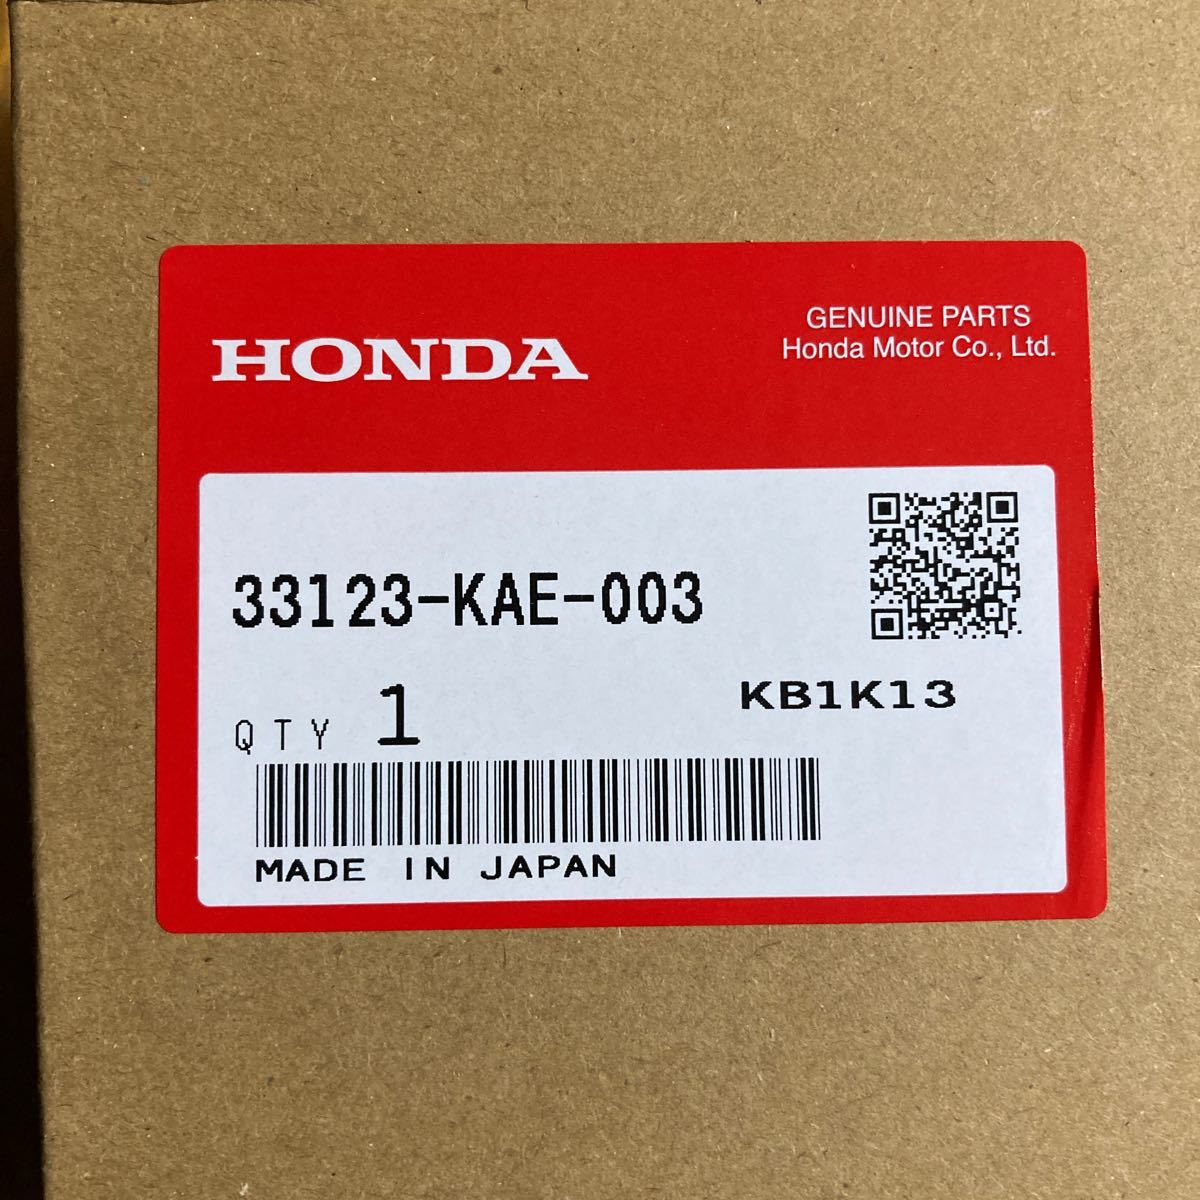 HONDA
GENUINE PARTS
Honda Motor Co., Ltd.
33123-KAE-003
QTY 1
KB1K13
MADE IN JAPAN